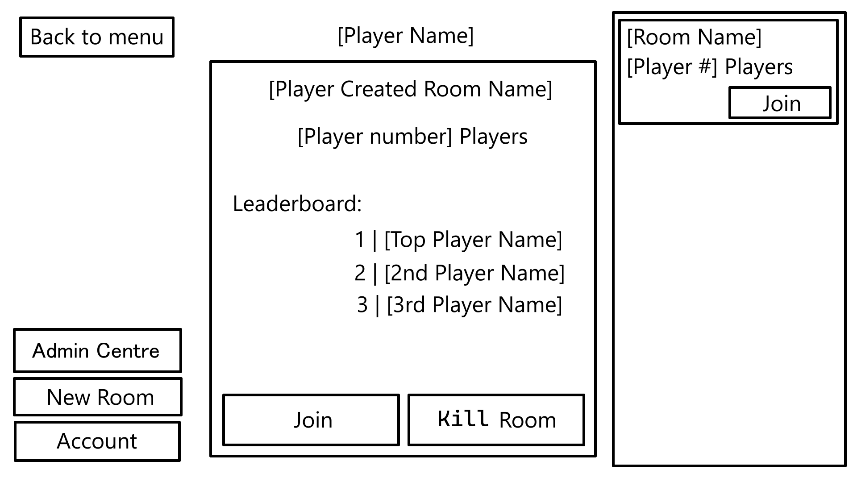 Back to menu
[Player Name]
[Player Created Room Name]
[Player number] Players
Leaderboard:
1 | [Top Player Name]
2 | [2nd Player Name]
3 | [3rd Player Name]
Join
Kill Room
Admin Centre
New Room
Account
[Room Name]
[Player #] Players
Join